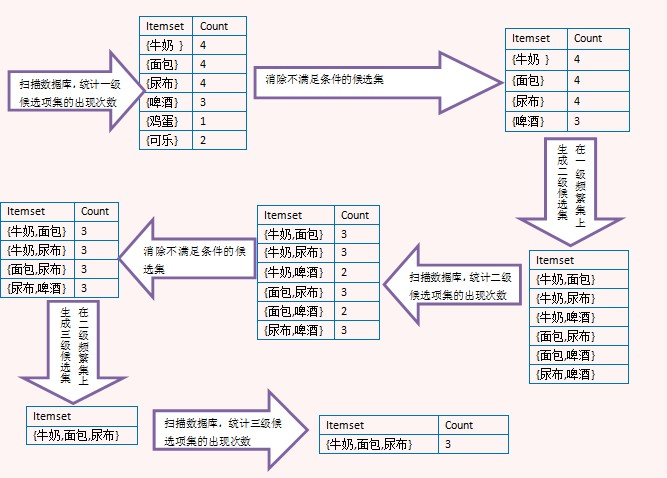 扫描数据库,统计一级
候选项集的出现次数
Itemset Count
{牛奶 } 4
{面包} 4
{尿布} 4
{啤酒} 3
{鸡蛋} 1
{可乐} 2
消除不满足条件的候选集
Itemset Count
{牛奶 } 4
{面包} 4
{尿布} 4
{啤酒} 3
在一级频繁集上
生成二级候选集
Itemset
{牛奶,面包}
{牛奶,尿布}
{牛奶,啤酒}
{面包,尿布}
{面包,啤酒}
{尿布,啤酒}
扫描数据库,统计二级
候选项集的出现次数
Itemset Count
{牛奶,面包} 3
{牛奶,尿布} 3
{牛奶,啤酒} 2
{面包,尿布} 3
{面包,啤酒} 2
{尿布,啤酒} 3
消除不满足条件的候
选集
Itemset Count
{牛奶,面包} 3
{牛奶,尿布} 3
{面包,尿布} 3
{尿布,啤酒} 3
在二级频繁集上
生成三级候选集
Itemset
{牛奶,面包,尿布}
扫描数据库,统计三级候
选项集的出现次数
Itemset Count
{牛奶,面包,尿布} 3